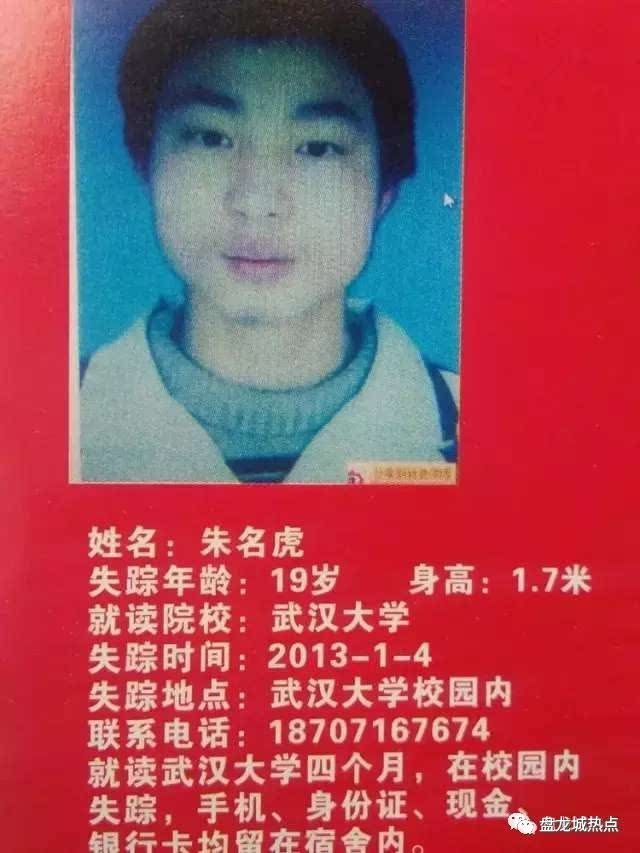 姓名：朱名虎
失踪年龄：19岁　　身高：1.7米
就读院校：武汉大学
失踪时间：2013-1-4
失踪地点：武汉大学校园内
联系电话：18707167674
就读武汉大学四个月，在校园内
失踪，手机、身份证、现金、
银行卡均留在宿舍内。
盘龙城热点